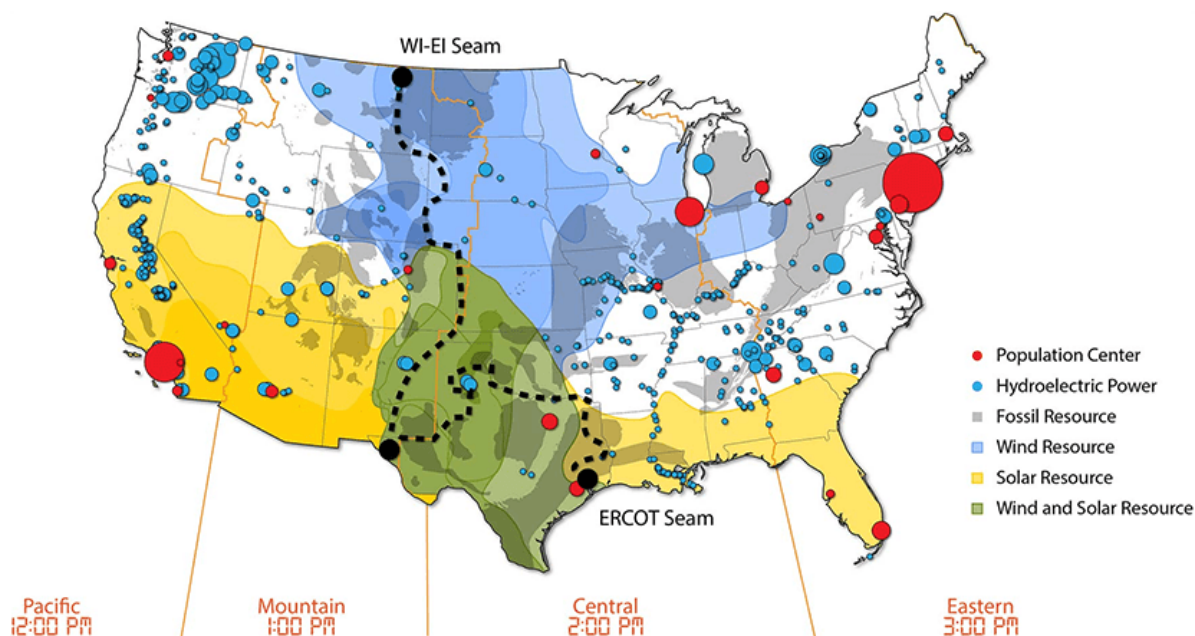 WI-EI Seam
Population Center
Hydroelectric Power
Fossil Resource
Wind Resource
Solar Resource
Wind and Solar Resource
ERCOT Seam
Pacific
12:00 PM
Mountain
1:00 PM
Central
2:00 PM
Eastern
3:00 PM